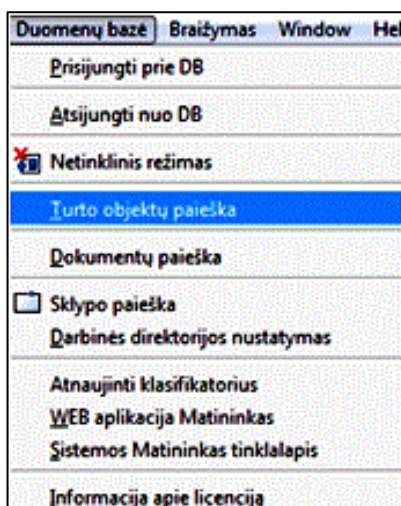 Duomenų bazė Braižymas Window Hel
Prisijungti prie DB
Atsijungti nuo DB
Netinklinis režimas
Turto objektų paieška
Dokumentų paieška
Sklypo paieška
Darbinės direktorijos nustatymas
Atnaujinti klasifikatorius
WEB aplikacija Matininkas
Sistemos Matininkas tinklalapis
Informacija apie licenciją